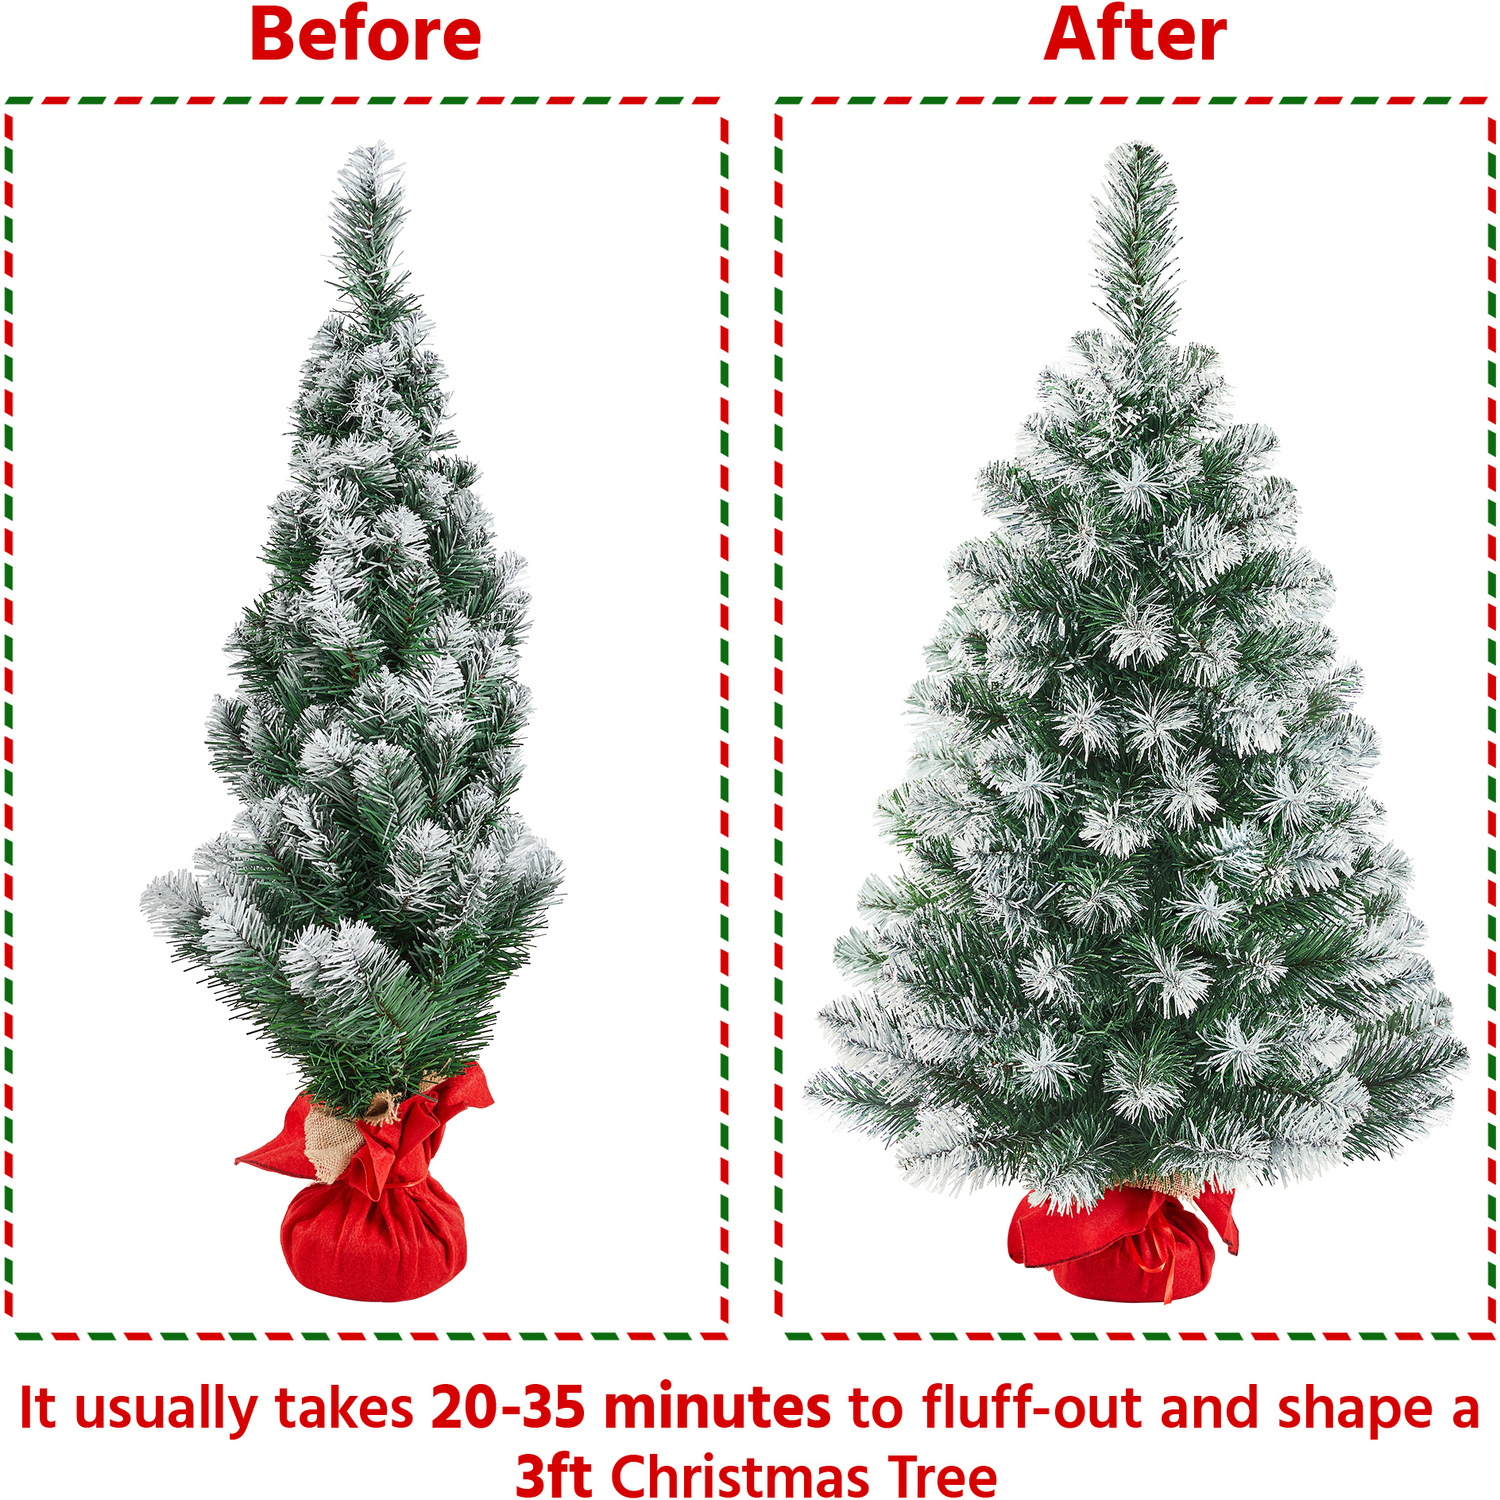 Before
After
It usually takes 20-35 minutes to fluff-out and shape a
3ft Christmas Tree